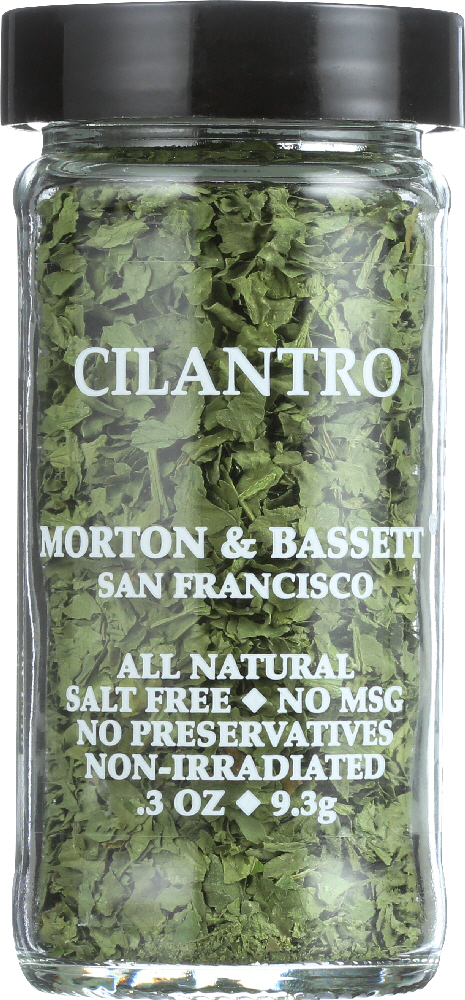 CILANTRO
MORTON & BASSETT®
SAN FRANCISCO
ALL NATURAL
SALT FREE ◆ NO MSG
NO PRESERVATIVES
NON-IRRADIATED
.3 OZ ◆ 9.3g